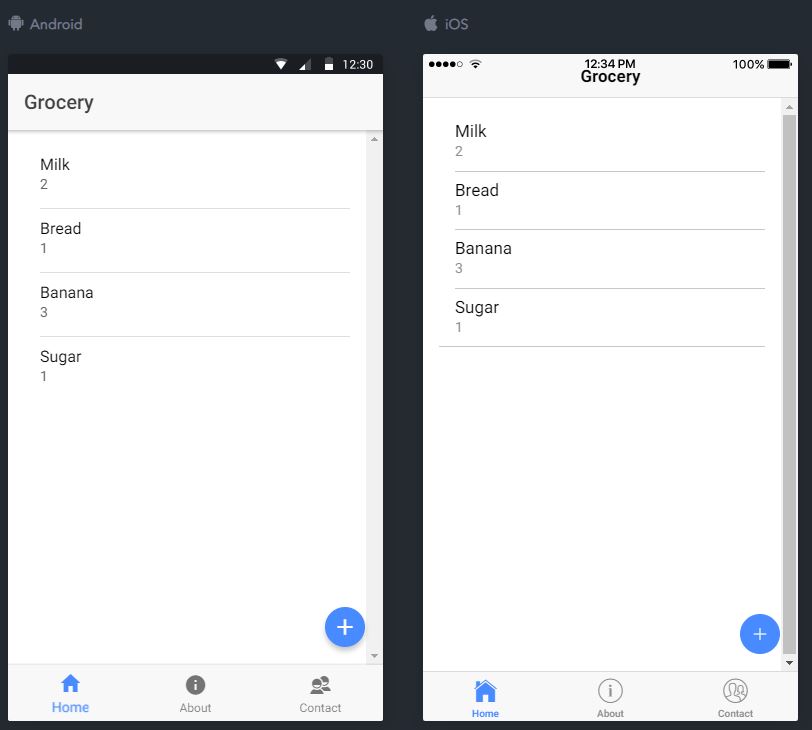 Android
12:30
Grocery
Milk
2
Bread
1
Banana
3
Sugar
1
Home
About
Contact
iOS
12:34 PM
100%
Grocery
Milk
2
Bread
1
Banana
3
Sugar
1
Home
About
Contact